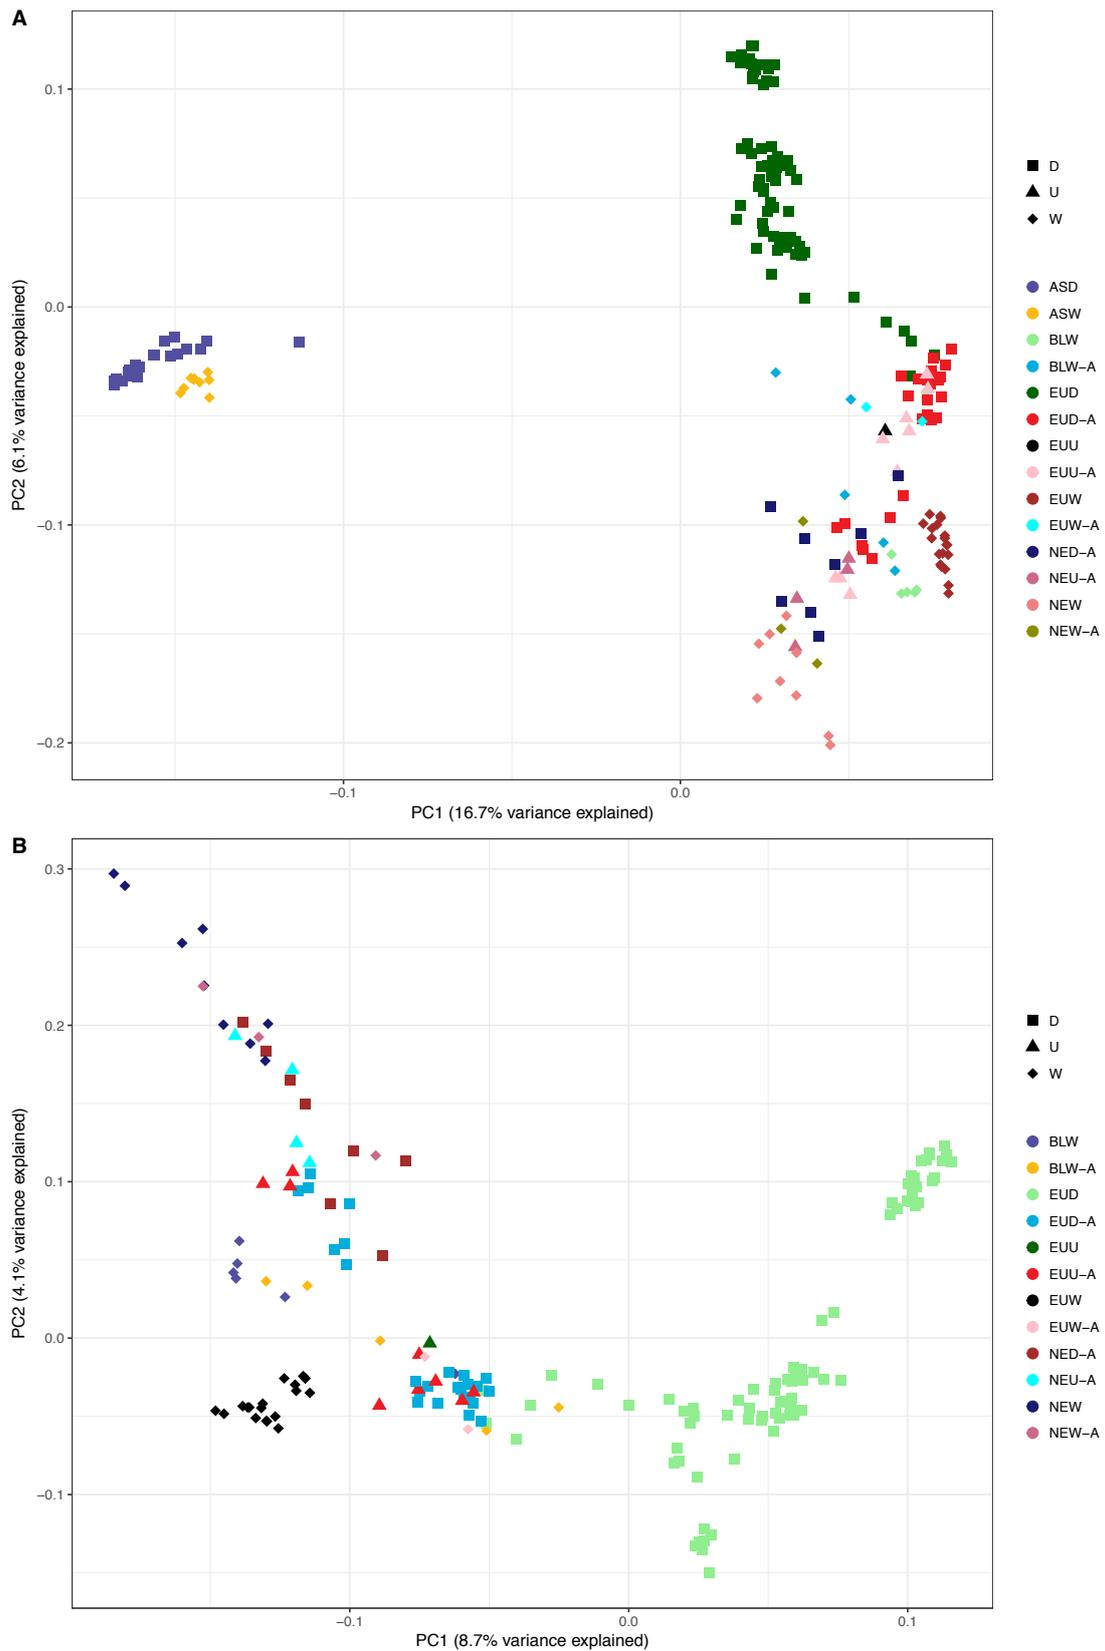 A
0.1
0.0
−0.1
−0.2
PC2 (6.1% variance explained)
−0.1
0.0
PC1 (16.7% variance explained)
D
U
W
ASD
ASW
BLW
BLW−A
EUD
EUD−A
EUU
EUU−A
EUW
EUW−A
NED−A
NEU−A
NEW
NEW−A
B
0.3
0.2
0.1
0.0
−0.1
PC2 (4.1% variance explained)
−0.1
0.0
0.1
PC1 (8.7% variance explained)
D
U
W
BLW
BLW−A
EUD
EUD−A
EUU
EUU−A
EUW
EUW−A
NED−A
NEU−A
NEW
NEW−A